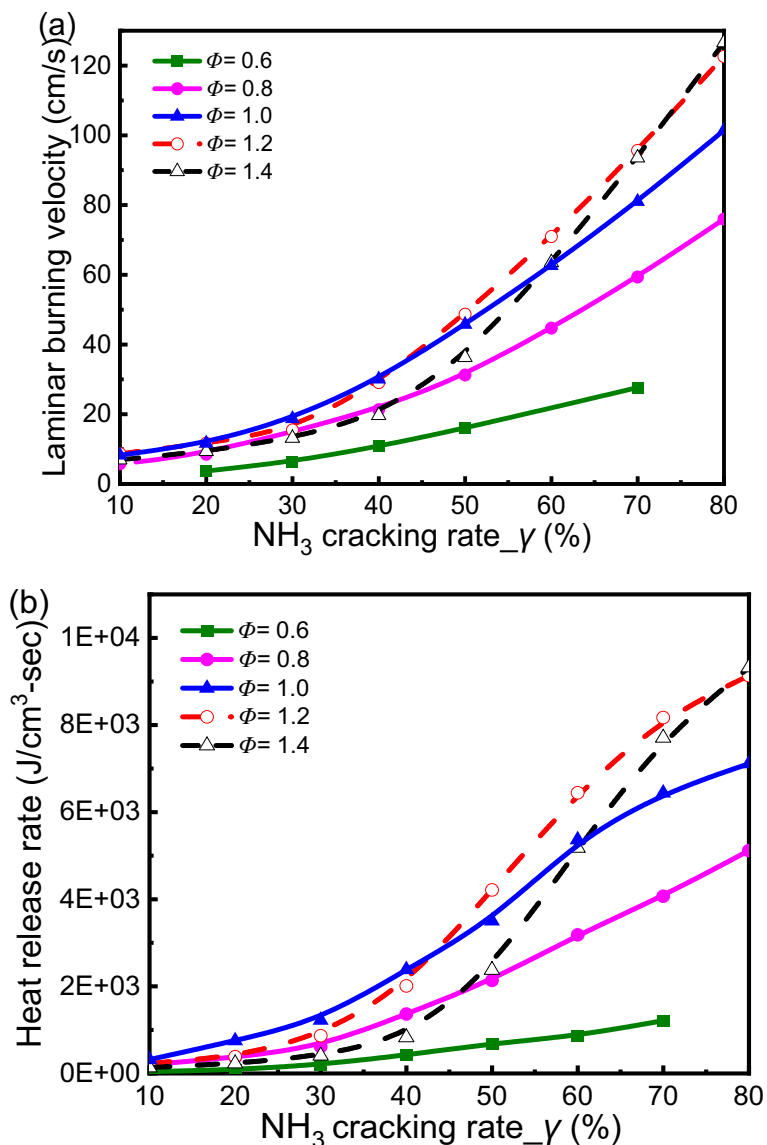 (a)
Φ= 0.6
Φ= 0.8
Φ= 1.0
Φ= 1.2
Φ= 1.4
Laminar burning velocity (cm/s)
120
100
80
60
40
20
0
10 20 30 40 50 60 70 80
NH₃ cracking rate_γ (%)
(b)
Φ= 0.6
Φ= 0.8
Φ= 1.0
Φ= 1.2
Φ= 1.4
Heat release rate (J/cm³-sec)
1E+04
8E+03
6E+03
4E+03
2E+03
0E+00
10 20 30 40 50 60 70 80
NH₃ cracking rate_γ (%)